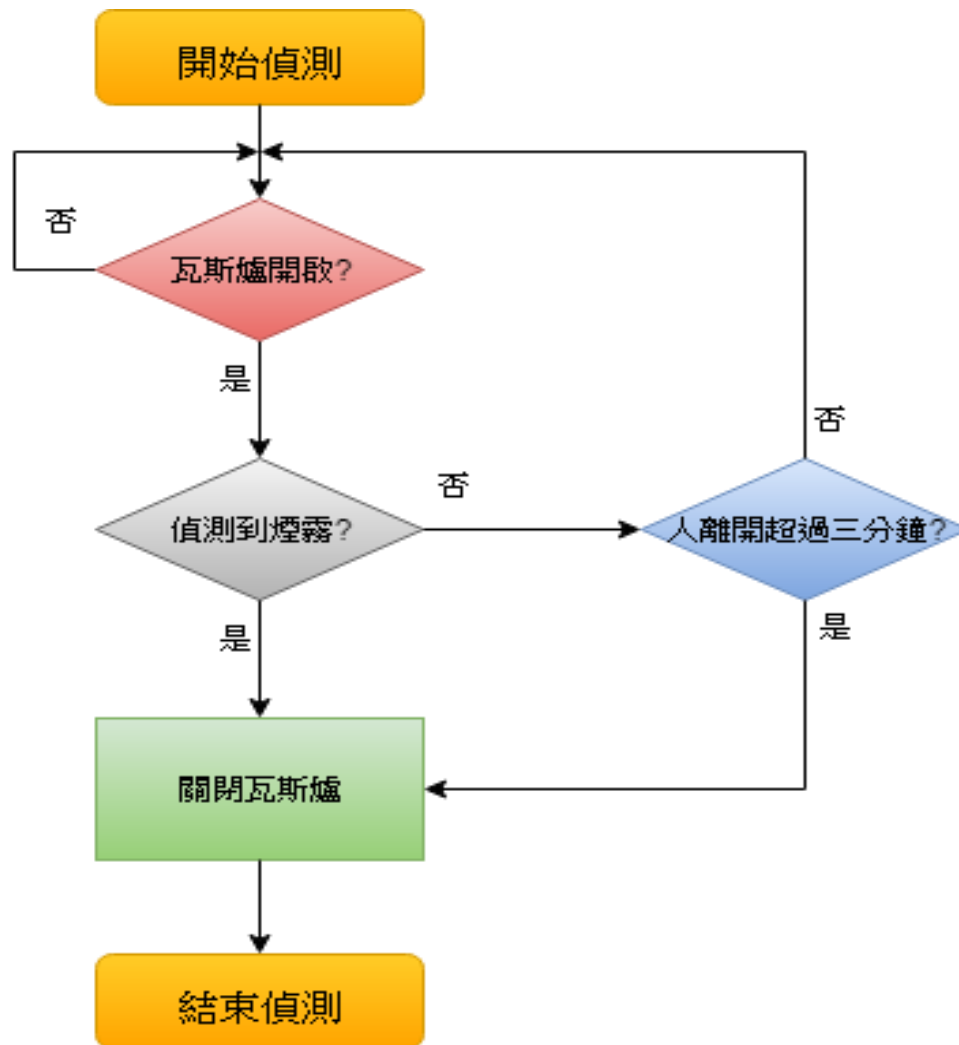 開始偵測
否
瓦斯爐開啟?
是
否
否
偵測到煙霧?
人離開超過三分鐘?
是
是
關閉瓦斯爐
結束偵測